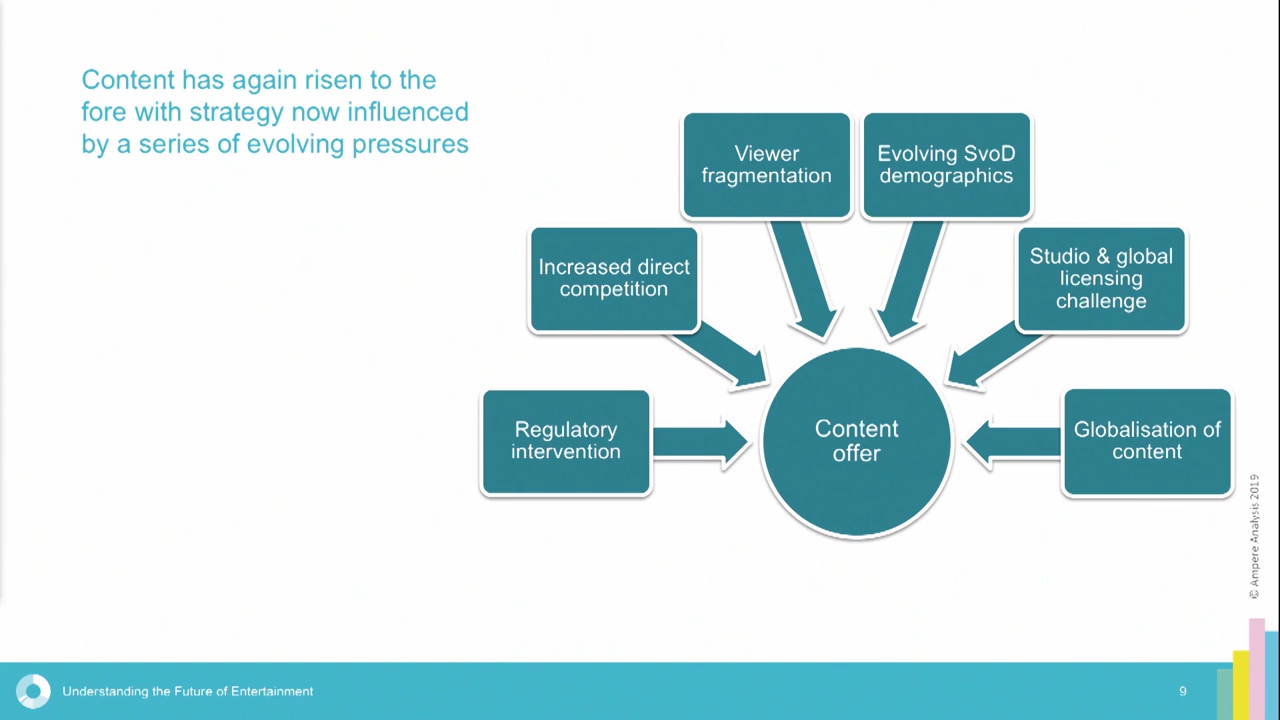 Content has again risen to the
fore with strategy now influenced
by a series of evolving pressures
Viewer
fragmentation
Evolving SvoD
demographics
Increased direct
competition
Studio & global
licensing
challenge
Regulatory
intervention
Content
offer
Globalisation of
content
© Ampere Analysis 2019
Understanding the Future of Entertainment
9